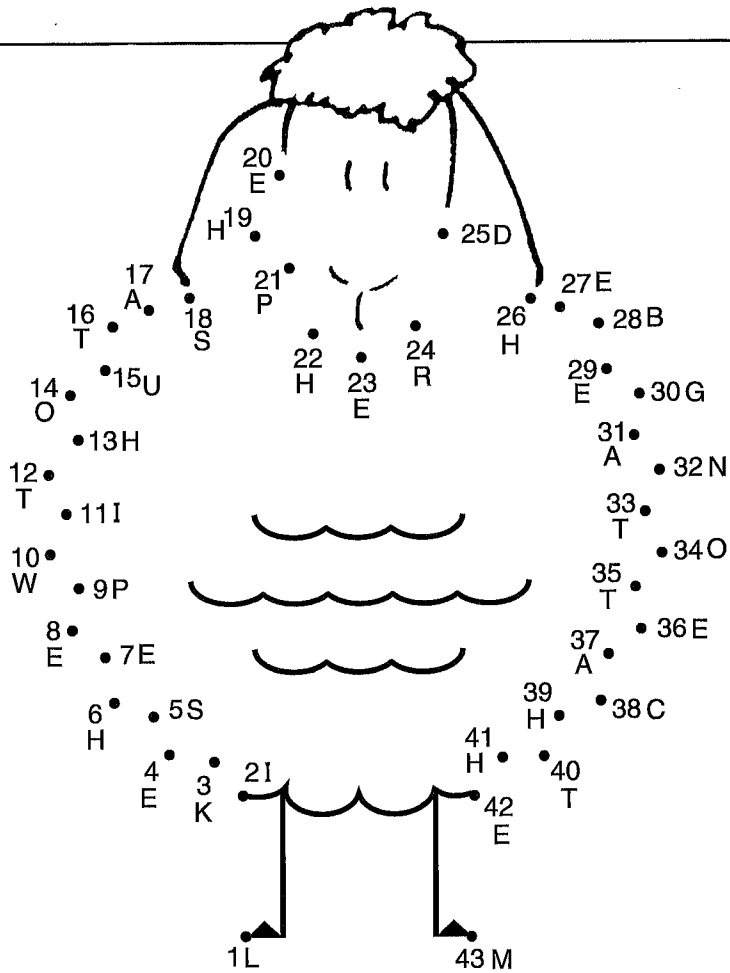 1 L
2 I
3 K
4 E
5 S
6 H
7 E
8 E
9 P
10 W
11 I
12 T
13 H
14 O
15 U
16 T
17 A
18 S
19 H
20 E
21 P
22 H
23 E
24 R
25 D
26 H
27 E
28 B
29 E
30 G
31 A
32 N
33 T
34 O
35 T
36 E
37 A
38 C
39 H
40 T
41 H
42 E
43 M